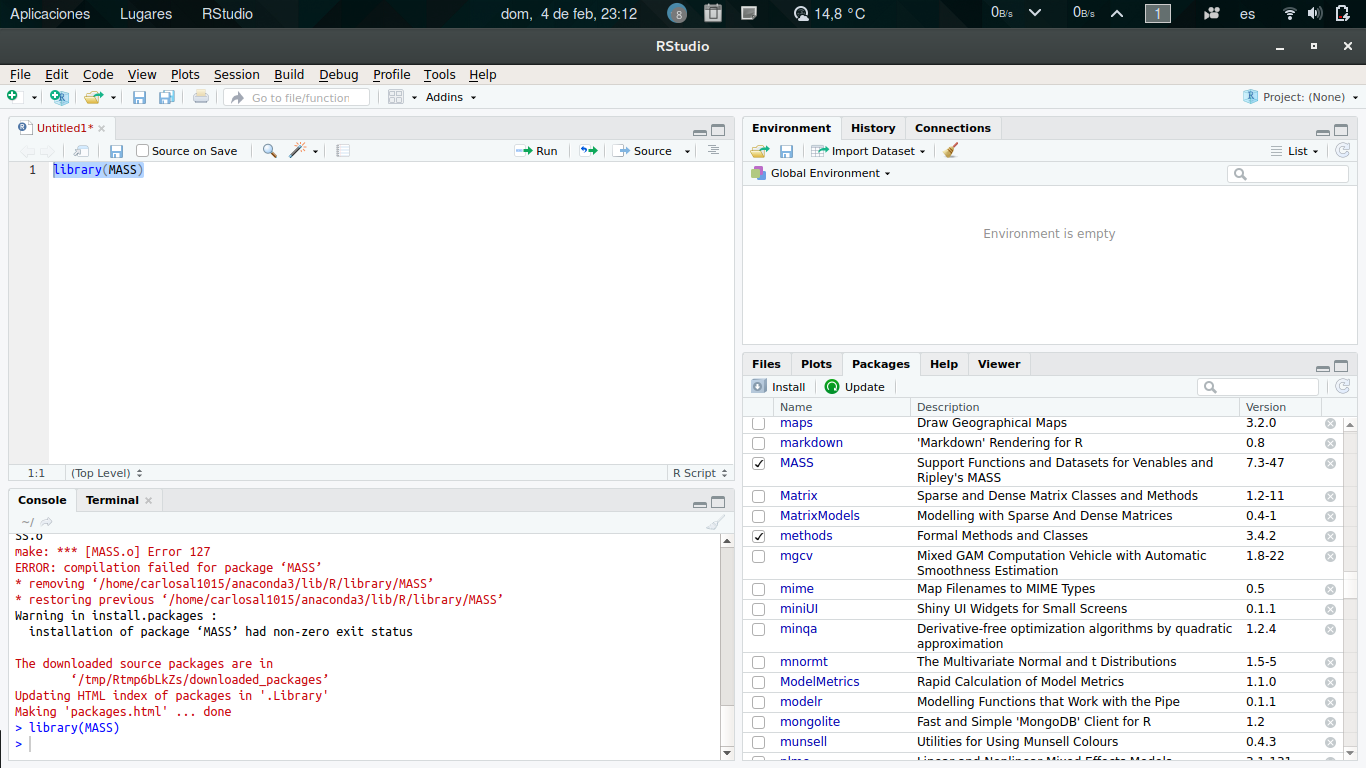 Aplicaciones Lugares RStudio dom, 4 de feb, 23:12 8 14,8 °C 0B/s 0B/s 1 es
RStudio
File Edit Code View Plots Session Build Debug Profile Tools Help
Go to file/function Addins Project: (None)
Untitled1*
Source on Save Run Source
1 library(MASS)
1:1 (Top Level) R Script
Console Terminal
~/
SS.o
make: *** [MASS.o] Error 127
ERROR: compilation failed for package ‘MASS’
* removing ‘/home/carlosal1015/anaconda3/lib/R/library/MASS’
* restoring previous ‘/home/carlosal1015/anaconda3/lib/R/library/MASS’
Warning in install.packages :
installation of package ‘MASS’ had non-zero exit status
The downloaded source packages are in
‘/tmp/Rtmp6bLkZs/downloaded_packages’
Updating HTML index of packages in '.Library'
Making 'packages.html' ... done
> library(MASS)
>
Environment History Connections
Import Dataset List
Global Environment
Environment is empty
Files Plots Packages Help Viewer
Install Update
Name Description Version
maps Draw Geographical Maps 3.2.0
markdown 'Markdown' Rendering for R 0.8
MASS Support Functions and Datasets for Venables and 7.3-47
Ripley's MASS
Matrix Sparse and Dense Matrix Classes and Methods 1.2-11
MatrixModels Modelling with Sparse And Dense Matrices 0.4-1
methods Formal Methods and Classes 3.4.2
mgcv Mixed GAM Computation Vehicle with Automatic 1.8-22
Smoothness Estimation
mime Map Filenames to MIME Types 0.5
miniUI Shiny UI Widgets for Small Screens 0.1.1
minqa Derivative-free optimization algorithms by quadratic 1.2.4
approximation
mnormt The Multivariate Normal and t Distributions 1.5-5
ModelMetrics Rapid Calculation of Model Metrics 1.1.0
modelr Modelling Functions that Work with the Pipe 0.1.1
mongolite Fast and Simple 'MongoDB' Client for R 1.2
munsell Utilities for Using Munsell Colours 0.4.3
nlme Linear and Nonlinear Mixed Effects Models 3.1-131